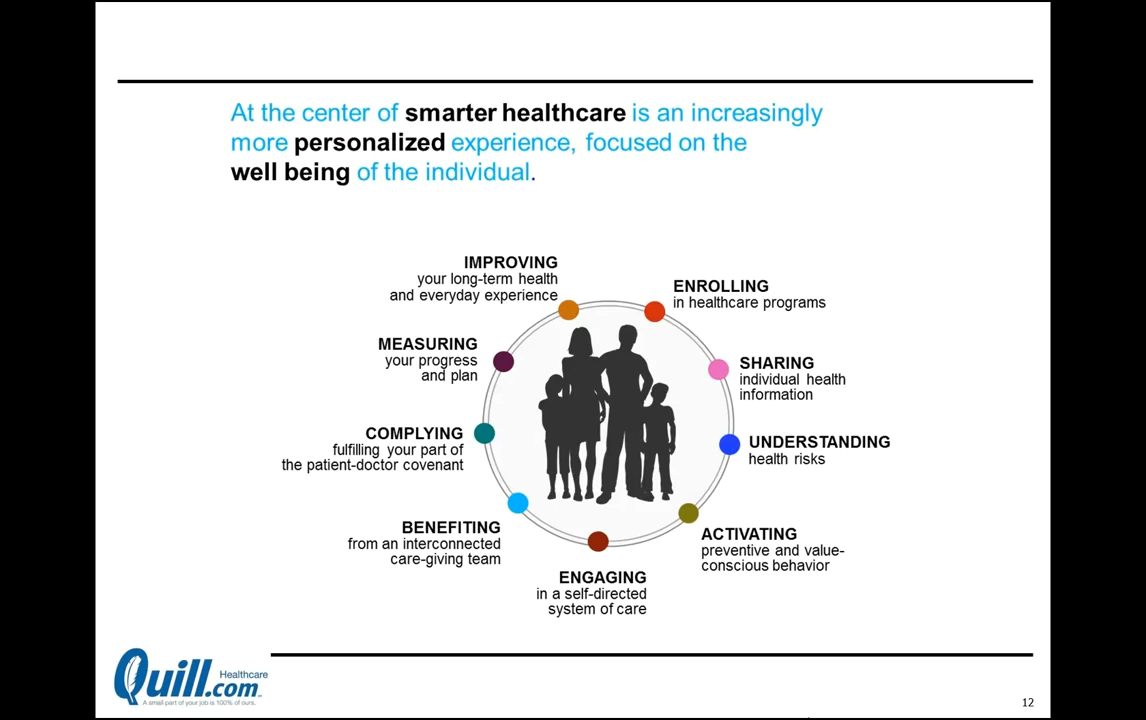 At the center of smarter healthcare is an increasingly
more personalized experience, focused on the
well being of the individual.
IMPROVING
your long-term health
and everyday experience
ENROLLING
in healthcare programs
MEASURING
your progress
and plan
SHARING
individual health
information
COMPLYING
fulfilling your part of
the patient-doctor covenant
UNDERSTANDING
health risks
BENEFITING
from an interconnected
care-giving team
ACTIVATING
preventive and value-
conscious behavior
ENGAGING
in a self-directed
system of care
Healthcare
Quill.com
A small part of your job is 100% of ours.
12